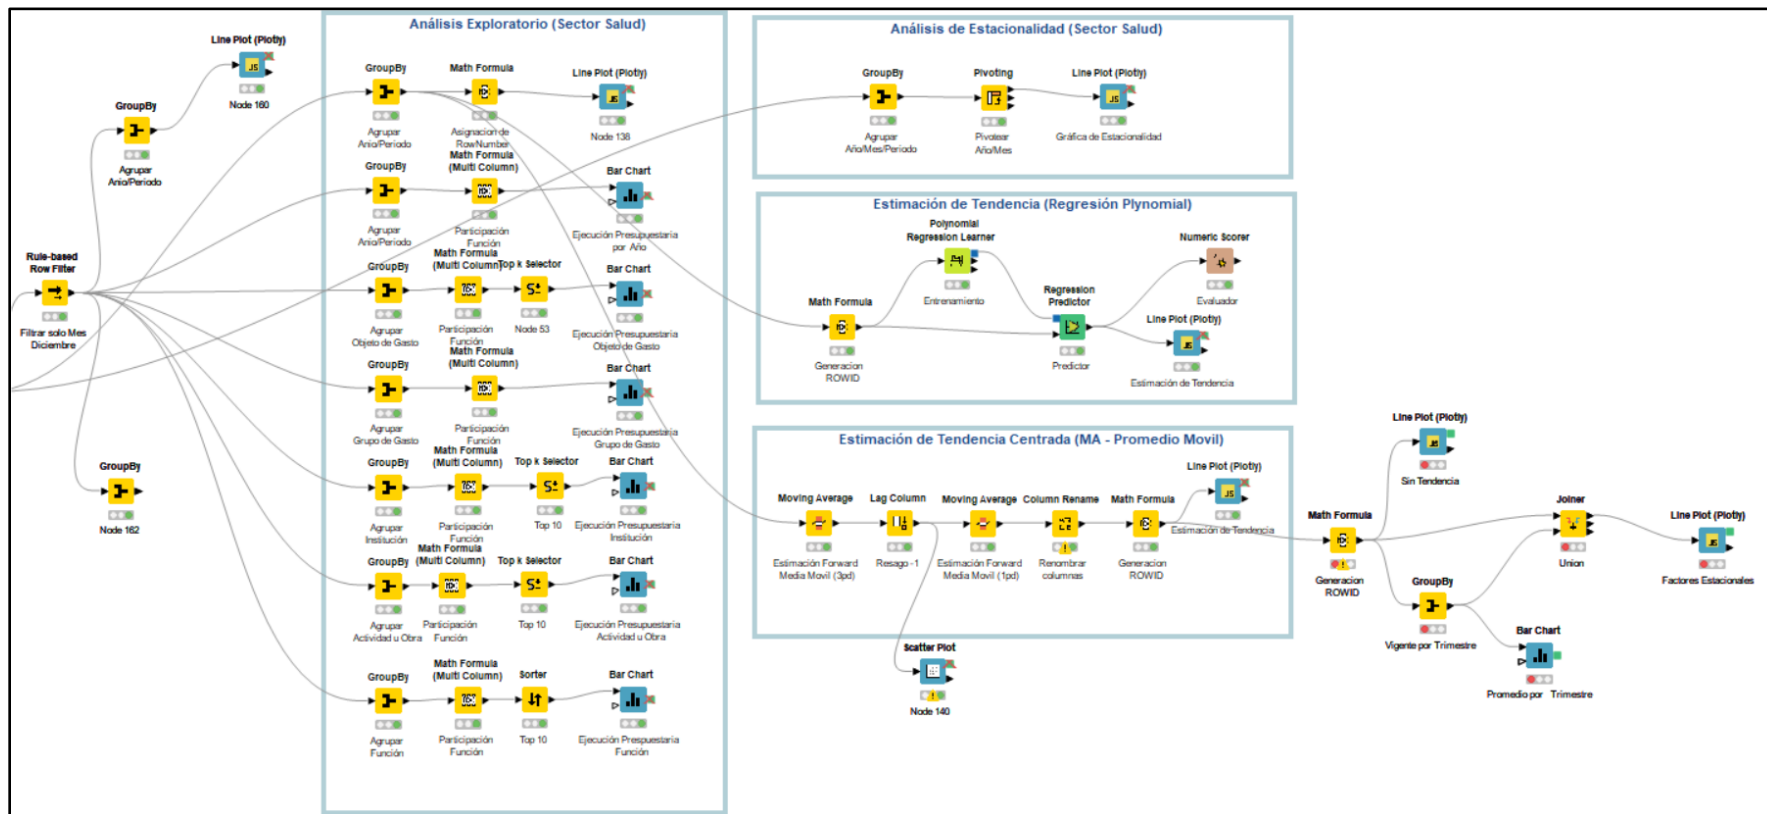 Line Plot (Plotly)
Node 160
GroupBy
Agrupar
Anio/Periodo
Rule-based
Row Filter
Filtrar solo Mes
Diciembre
GroupBy
Node 162
Análisis Exploratorio (Sector Salud)
GroupBy
Agrupar
Anio/Periodo
Math Formula
Asignacion de
RowNumber
Line Plot (Plotly)
JS
Node 138
GroupBy
Agrupar
Anio/Periodo
Math Formula
(Multi Column)
Participación
Función
Bar Chart
Ejecución Presupuestaria
por Año
GroupBy
Agrupar
Objeto de Gasto
Math Formula
(Multi Column)
Participación
Función
Top k Selector
Node 53
Bar Chart
Ejecución Presupuestaria
Objeto de Gasto
GroupBy
Agrupar
Grupo de Gasto
Math Formula
(Multi Column)
Participación
Función
Bar Chart
Ejecución Presupuestaria
Grupo de Gasto
GroupBy
Agrupar
Institución
Math Formula
(Multi Column)
Participación
Función
Top k Selector
Top 10
Bar Chart
Ejecución Presupuestaria
Institución
GroupBy
Agrupar
Actividad u Obra
Math Formula
(Multi Column)
Participación
Función
Top k Selector
Top 10
Bar Chart
Ejecución Presupuestaria
Actividad u Obra
GroupBy
Agrupar
Función
Math Formula
(Multi Column)
Participación
Función
Sorter
Top 10
Bar Chart
Ejecución Presupuestaria
Función
Análisis de Estacionalidad (Sector Salud)
GroupBy
Agrupar
Año/Mes/Periodo
Pivoting
Pivotear
Año/Mes
Line Plot (Plotly)
JS
Gráfica de Estacionalidad
Estimación de Tendencia (Regresión Plynomial)
Math Formula
Generacion
ROWID
Polynomial
Regression Learner
Entrenamiento
Regression
Predictor
Predictor
Numeric Scorer
Evaluador
Line Plot (Plotly)
JS
Estimación de Tendencia
Estimación de Tendencia Centrada (MA - Promedio Movil)
Moving Average
Estimación Forward
Media Movil (3pd)
Lag Column
Resago -1
Moving Average
Estimación Forward
Media Movil (1pd)
Column Rename
Renombrar
columnas
Math Formula
Generacion
ROWID
Line Plot (Plotly)
JS
Estimación de Tendencia
Scatter Plot
Node 140
Math Formula
Generacion
ROWID
Line Plot (Plotly)
JS
Sin Tendencia
GroupBy
Vigente por Trimestre
Bar Chart
Promedio por Trimestre
Joiner
Union
Line Plot (Plotly)
JS
Factores Estacionales